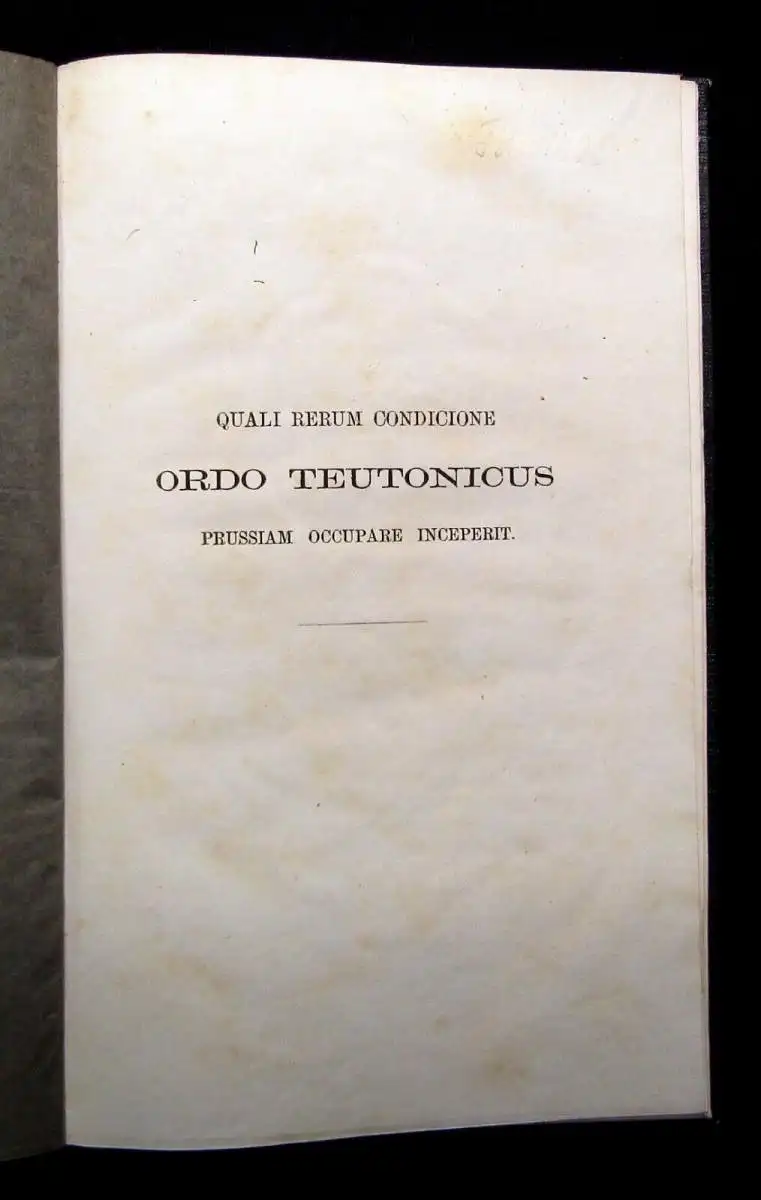 QUALI RERUM CONDICIONE
ORDO TEUTONICUS
PRUSSIAM OCCUPARE INCEPERIT.